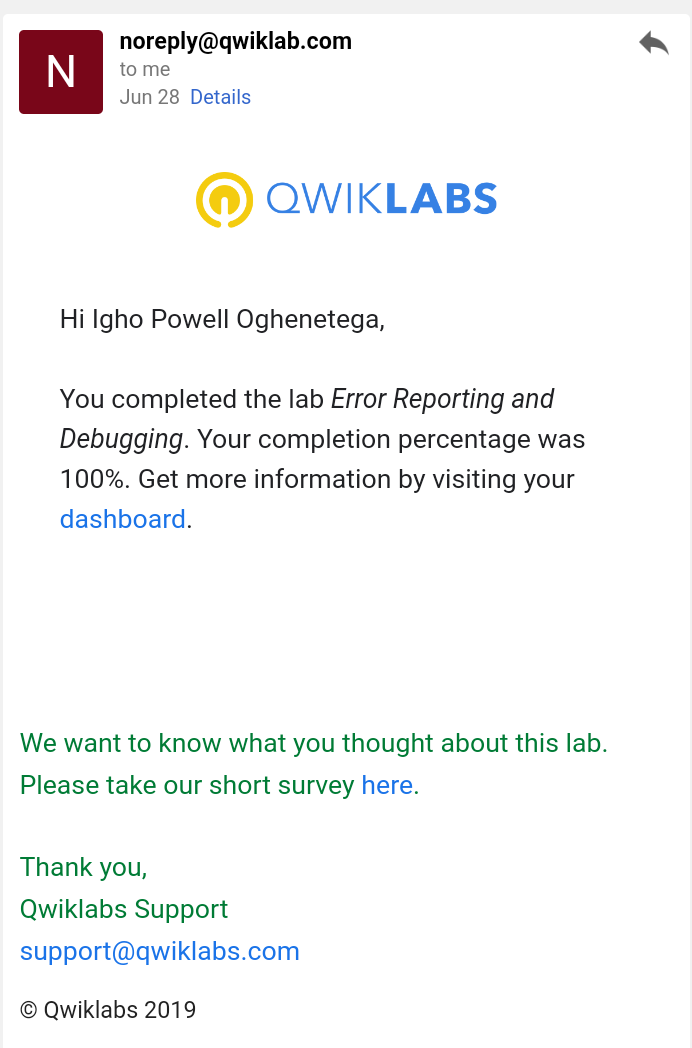 N
noreply@qwiklab.com
to me
Jun 28 Details
QWIKLABS
Hi Igho Powell Oghenetega,
You completed the lab Error Reporting and
Debugging. Your completion percentage was
100%. Get more information by visiting your
dashboard.
We want to know what you thought about this lab.
Please take our short survey here.
Thank you,
Qwiklabs Support
support@qwiklabs.com
© Qwiklabs 2019